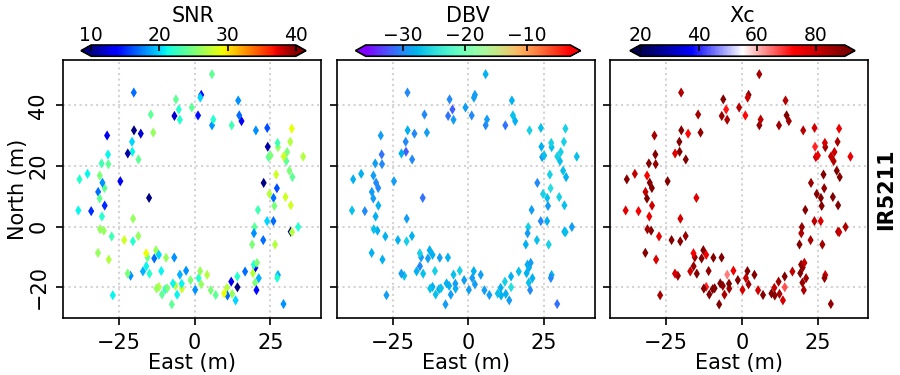 SNR DBV Xc
10 20 30 40 −30 −20 −10 20 40 60 80
40
20
0
−20
North (m)
−25 0 25 −25 0 25 −25 0 25
East (m) East (m) East (m)
IR5211